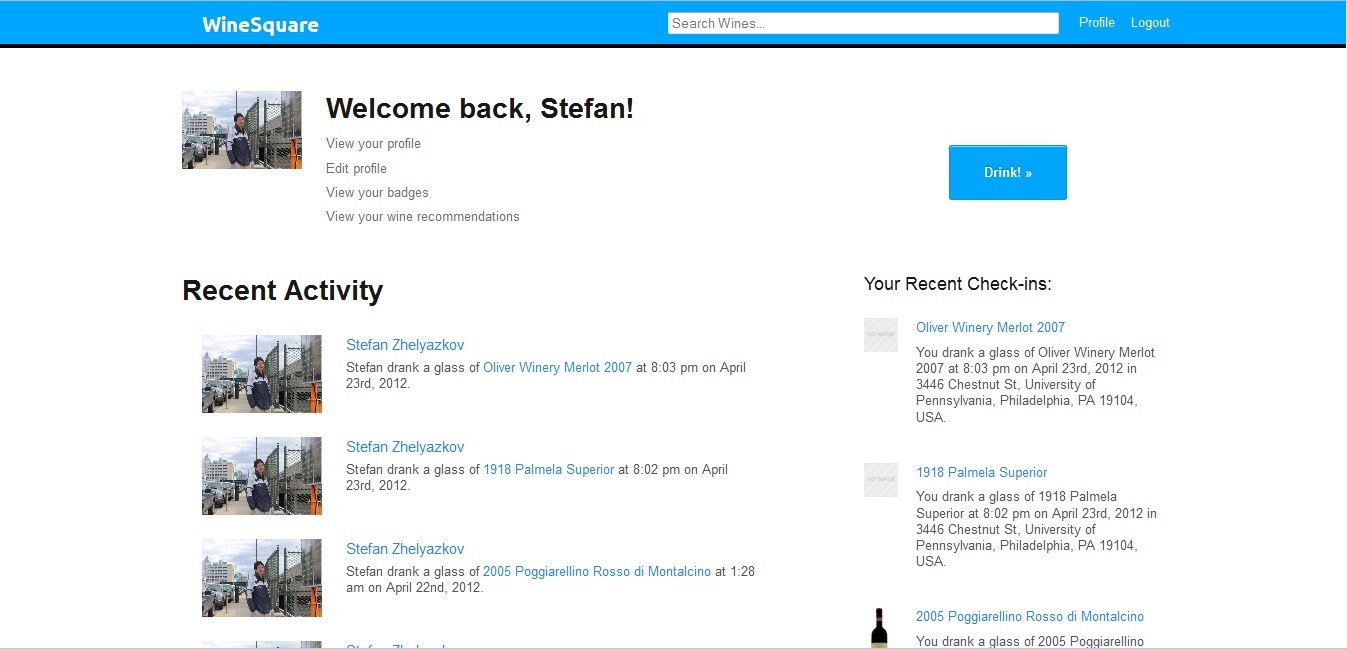 WineSquare
Search Wines...
Profile
Logout
Welcome back, Stefan!
View your profile
Edit profile
View your badges
View your wine recommendations
Drink! »
Recent Activity
Stefan Zhelyazkov
Stefan drank a glass of Oliver Winery Merlot 2007 at 8:03 pm on April
23rd, 2012.
Stefan Zhelyazkov
Stefan drank a glass of 1918 Palmela Superior at 8:02 pm on April
23rd, 2012.
Stefan Zhelyazkov
Stefan drank a glass of 2005 Poggiarellino Rosso di Montalcino at 1:28
am on April 22nd, 2012.
Your Recent Check-ins:
NO IMAGE
Oliver Winery Merlot 2007
You drank a glass of Oliver Winery Merlot
2007 at 8:03 pm on April 23rd, 2012 in
3446 Chestnut St, University of
Pennsylvania, Philadelphia, PA 19104,
USA.
NO IMAGE
1918 Palmela Superior
You drank a glass of 1918 Palmela
Superior at 8:02 pm on April 23rd, 2012 in
3446 Chestnut St, University of
Pennsylvania, Philadelphia, PA 19104,
USA.
2005 Poggiarellino Rosso di Montalcino
You drank a glass of 2005 Poggiarellino